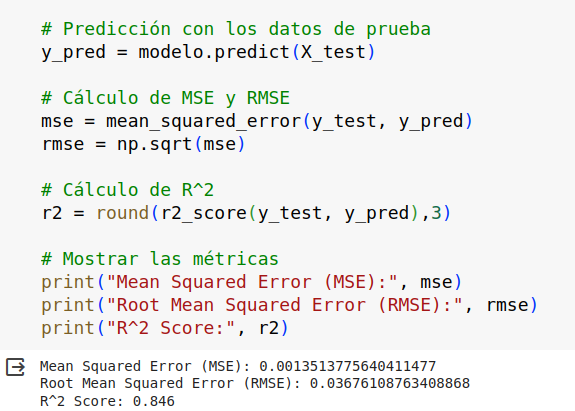 # Predicción con los datos de prueba
y_pred = modelo.predict(X_test)
# Cálculo de MSE y RMSE
mse = mean_squared_error(y_test, y_pred)
rmse = np.sqrt(mse)
# Cálculo de R^2
r2 = round(r2_score(y_test, y_pred),3)
# Mostrar las métricas
print("Mean Squared Error (MSE):", mse)
print("Root Mean Squared Error (RMSE):", rmse)
print("R^2 Score:", r2)
Mean Squared Error (MSE): 0.0013513775640411477
Root Mean Squared Error (RMSE): 0.03676108763408868
R^2 Score: 0.846